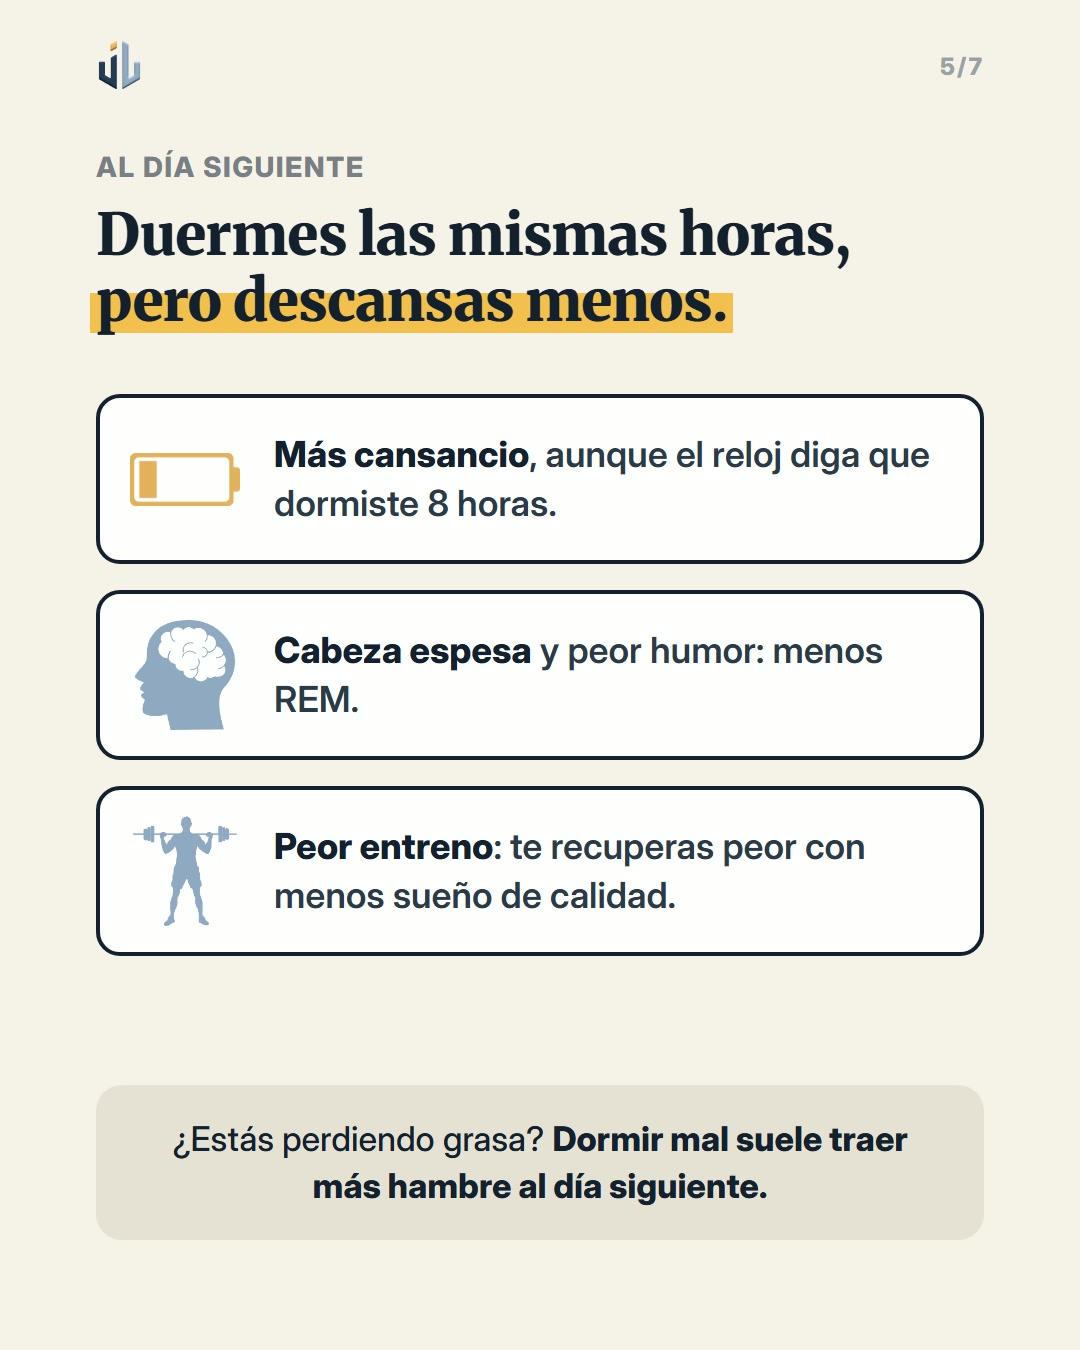 5/7
AL DÍA SIGUIENTE
Duermes las mismas horas,
pero descansas menos.
Más cansancio, aunque el reloj diga que
dormiste 8 horas.
Cabeza espesa y peor humor: menos
REM.
Peor entreno: te recuperas peor con
menos sueño de calidad.
¿Estás perdiendo grasa? Dormir mal suele traer
más hambre al día siguiente.